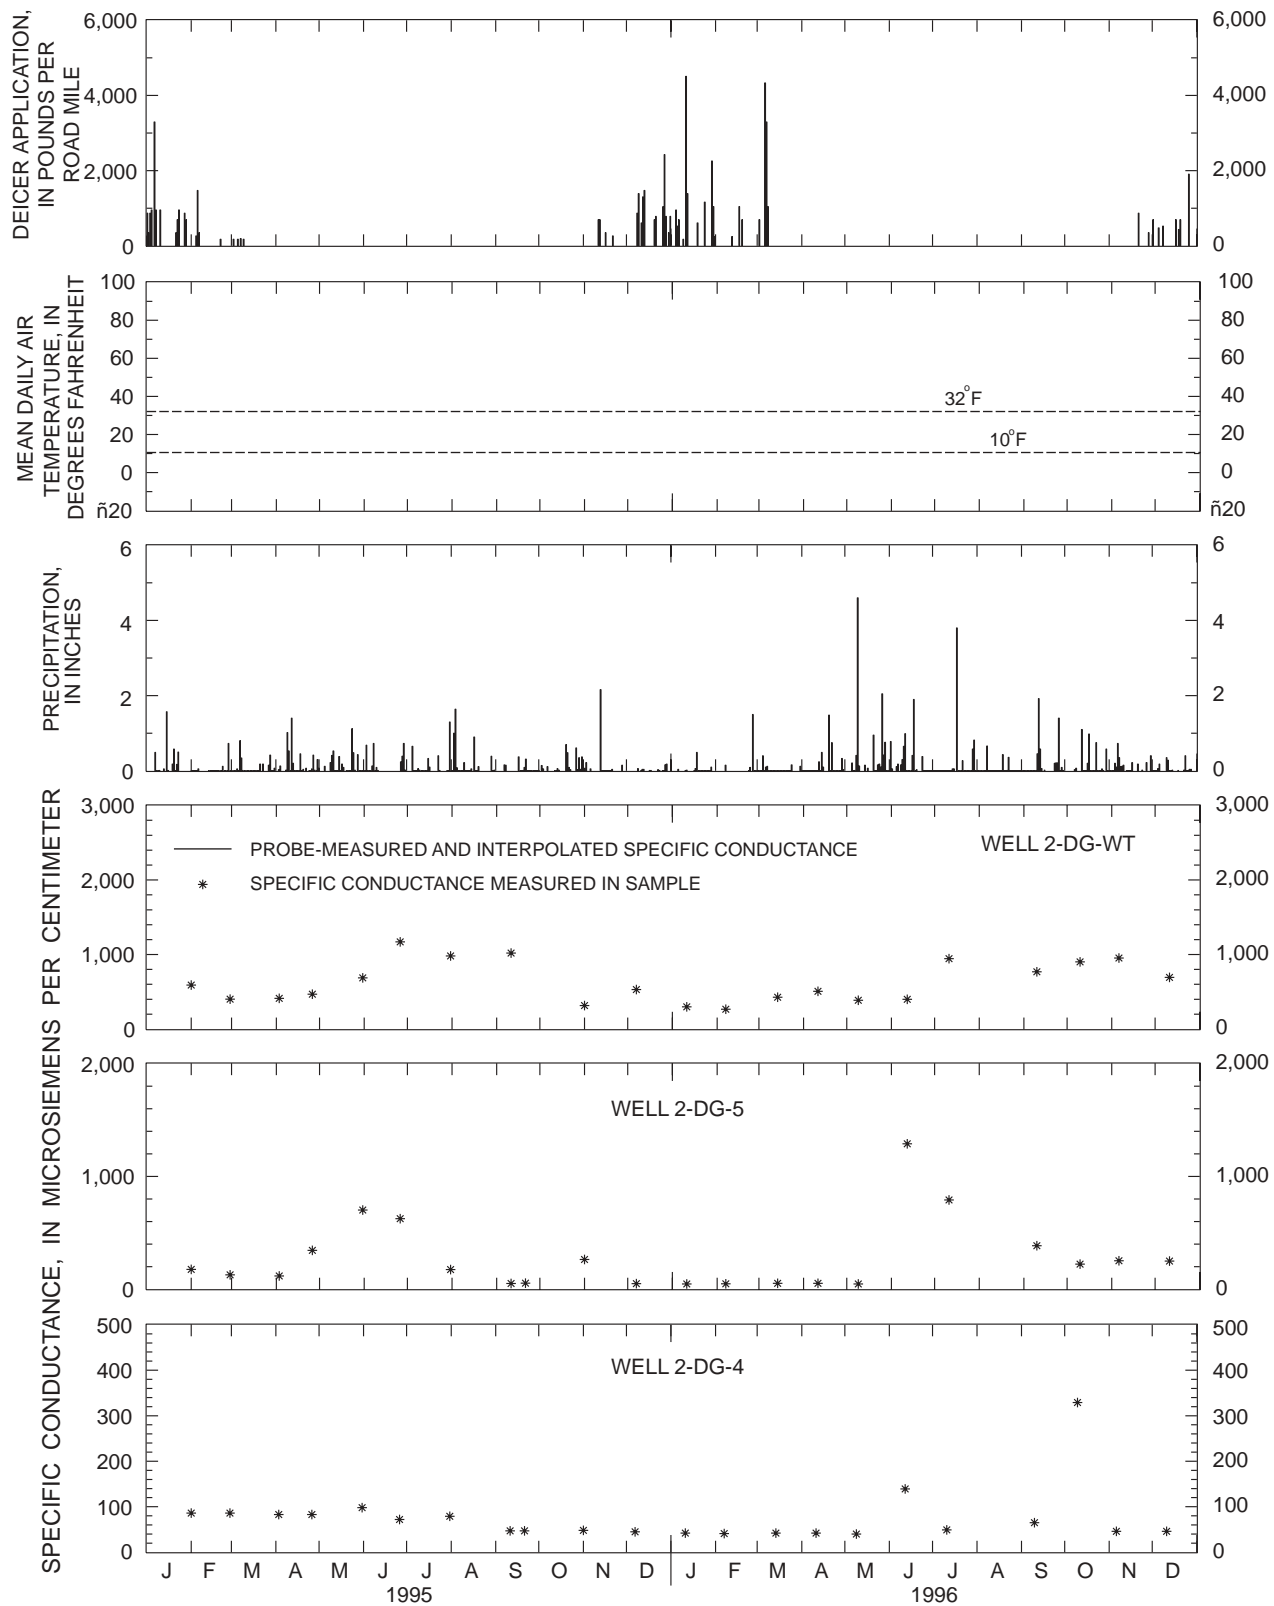 DEICER APPLICATION,
IN POUNDS PER
ROAD MILE
6,000
4,000
2,000
0
6,000
4,000
2,000
0
MEAN DAILY AIR
TEMPERATURE, IN
DEGREES FAHRENHEIT
100
80
60
40
20
0
ñ20
32°F
10°F
100
80
60
40
20
0
ñ20
PRECIPITATION,
IN INCHES
6
4
2
0
6
4
2
0
SPECIFIC CONDUCTANCE, IN MICROSIEMENS PER CENTIMETER
3,000
2,000
1,000
0
PROBE-MEASURED AND INTERPOLATED SPECIFIC CONDUCTANCE
SPECIFIC CONDUCTANCE MEASURED IN SAMPLE
WELL 2-DG-WT
3,000
2,000
1,000
0
2,000
1,000
0
WELL 2-DG-5
2,000
1,000
0
500
400
300
200
100
0
WELL 2-DG-4
500
400
300
200
100
0
J F M A M J J A S O N D J F M A M J J A S O N D
1995 1996